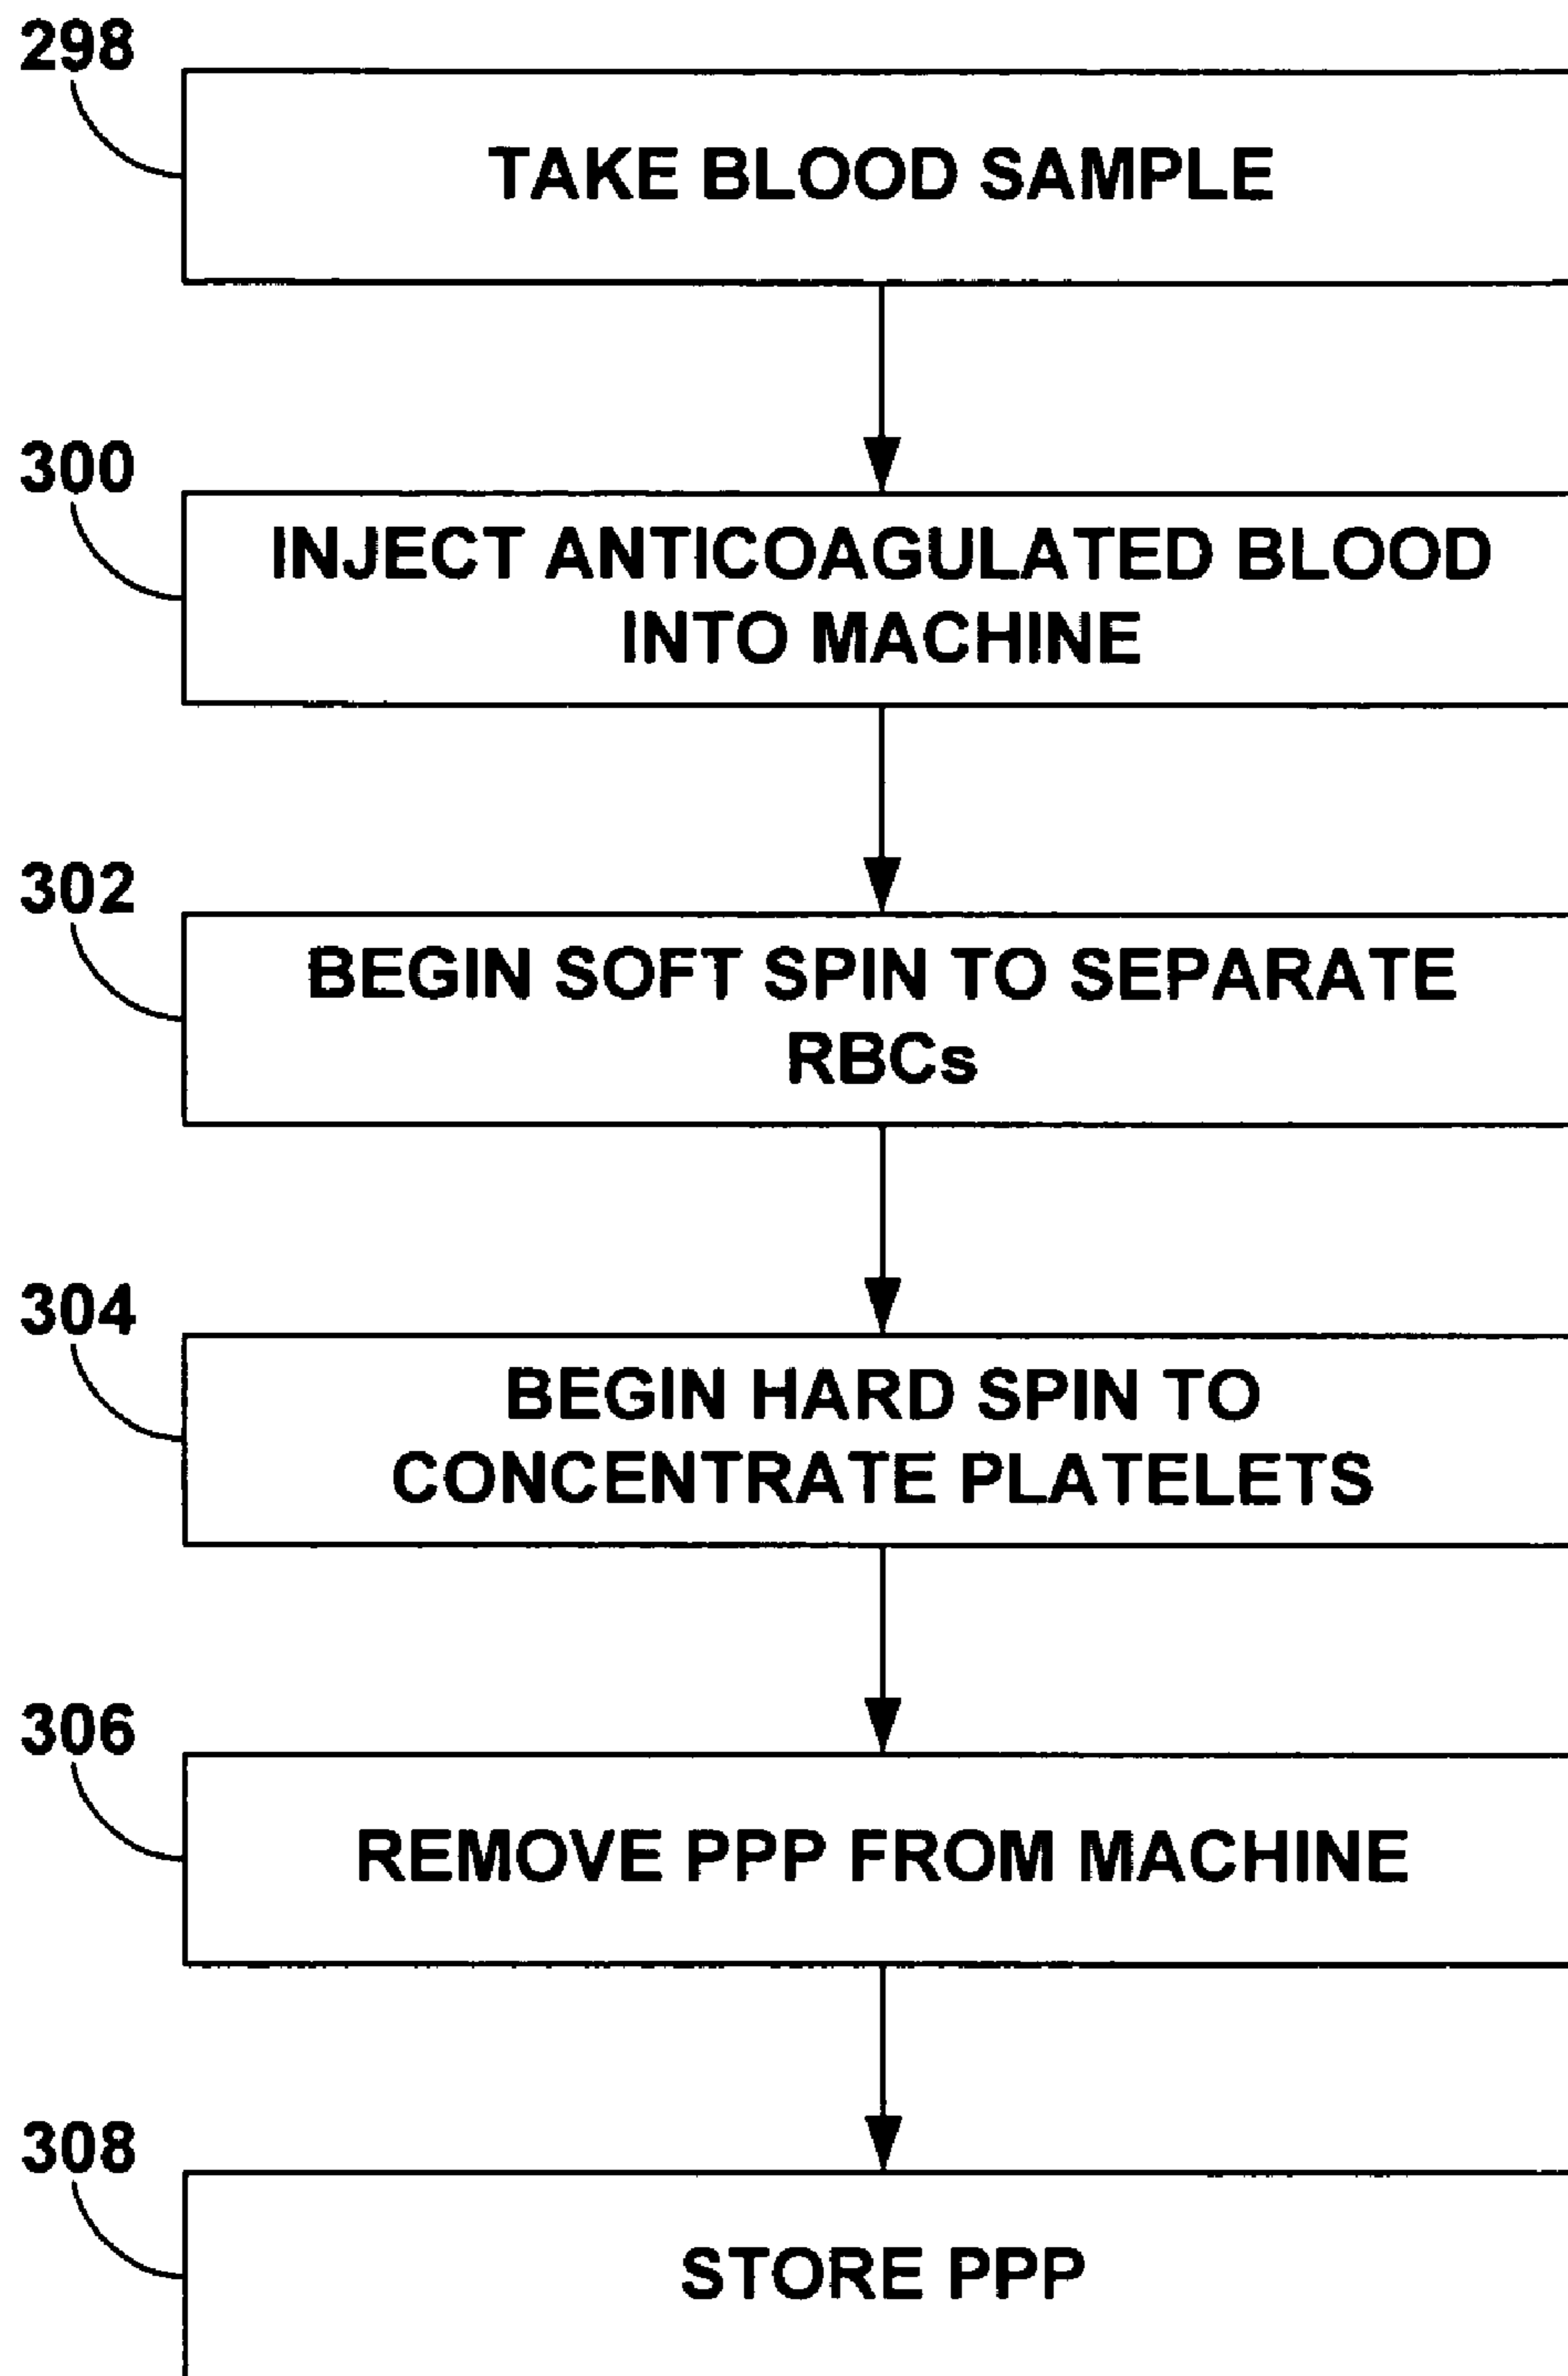 298
TAKE BLOOD SAMPLE
300
INJECT ANTICOAGULATED BLOOD
INTO MACHINE
302
BEGIN SOFT SPIN TO SEPARATE
RBCs
304
BEGIN HARD SPIN TO
CONCENTRATE PLATELETS
306
REMOVE PPP FROM MACHINE
308
STORE PPP